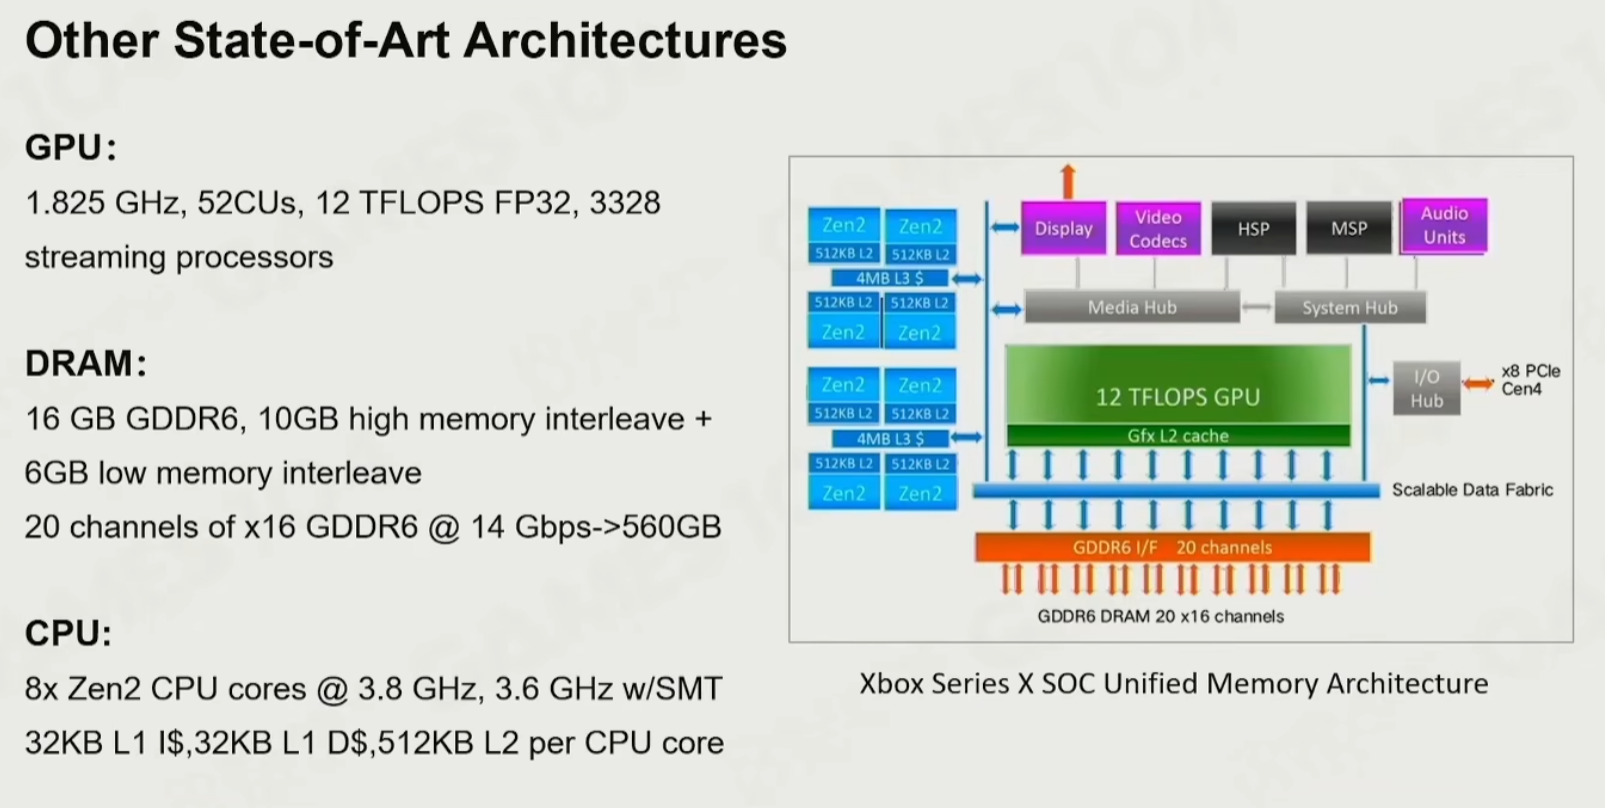 Other State-of-Art Architectures
GPU:
1.825 GHz, 52CUs, 12 TFLOPS FP32, 3328
streaming processors
DRAM:
16 GB GDDR6, 10GB high memory interleave +
6GB low memory interleave
20 channels of x16 GDDR6 @ 14 Gbps->560GB
CPU:
8x Zen2 CPU cores @ 3.8 GHz, 3.6 GHz w/SMT
32KB L1 I$,32KB L1 D$,512KB L2 per CPU core
Zen2 Zen2
512KB L2 512KB L2
4MB L3 $
512KB L2 512KB L2
Zen2 Zen2
Zen2 Zen2
512KB L2 512KB L2
4MB L3 $
512KB L2 512KB L2
Zen2 Zen2
Display
Video
Codecs
HSP
MSP
Audio
Units
Media Hub
System Hub
12 TFLOPS GPU
Gfx L2 cache
I/O
Hub
x8 PCIe
Cen4
Scalable Data Fabric
GDDR6 I/F 20 channels
GDDR6 DRAM 20 x16 channels
Xbox Series X SOC Unified Memory Architecture